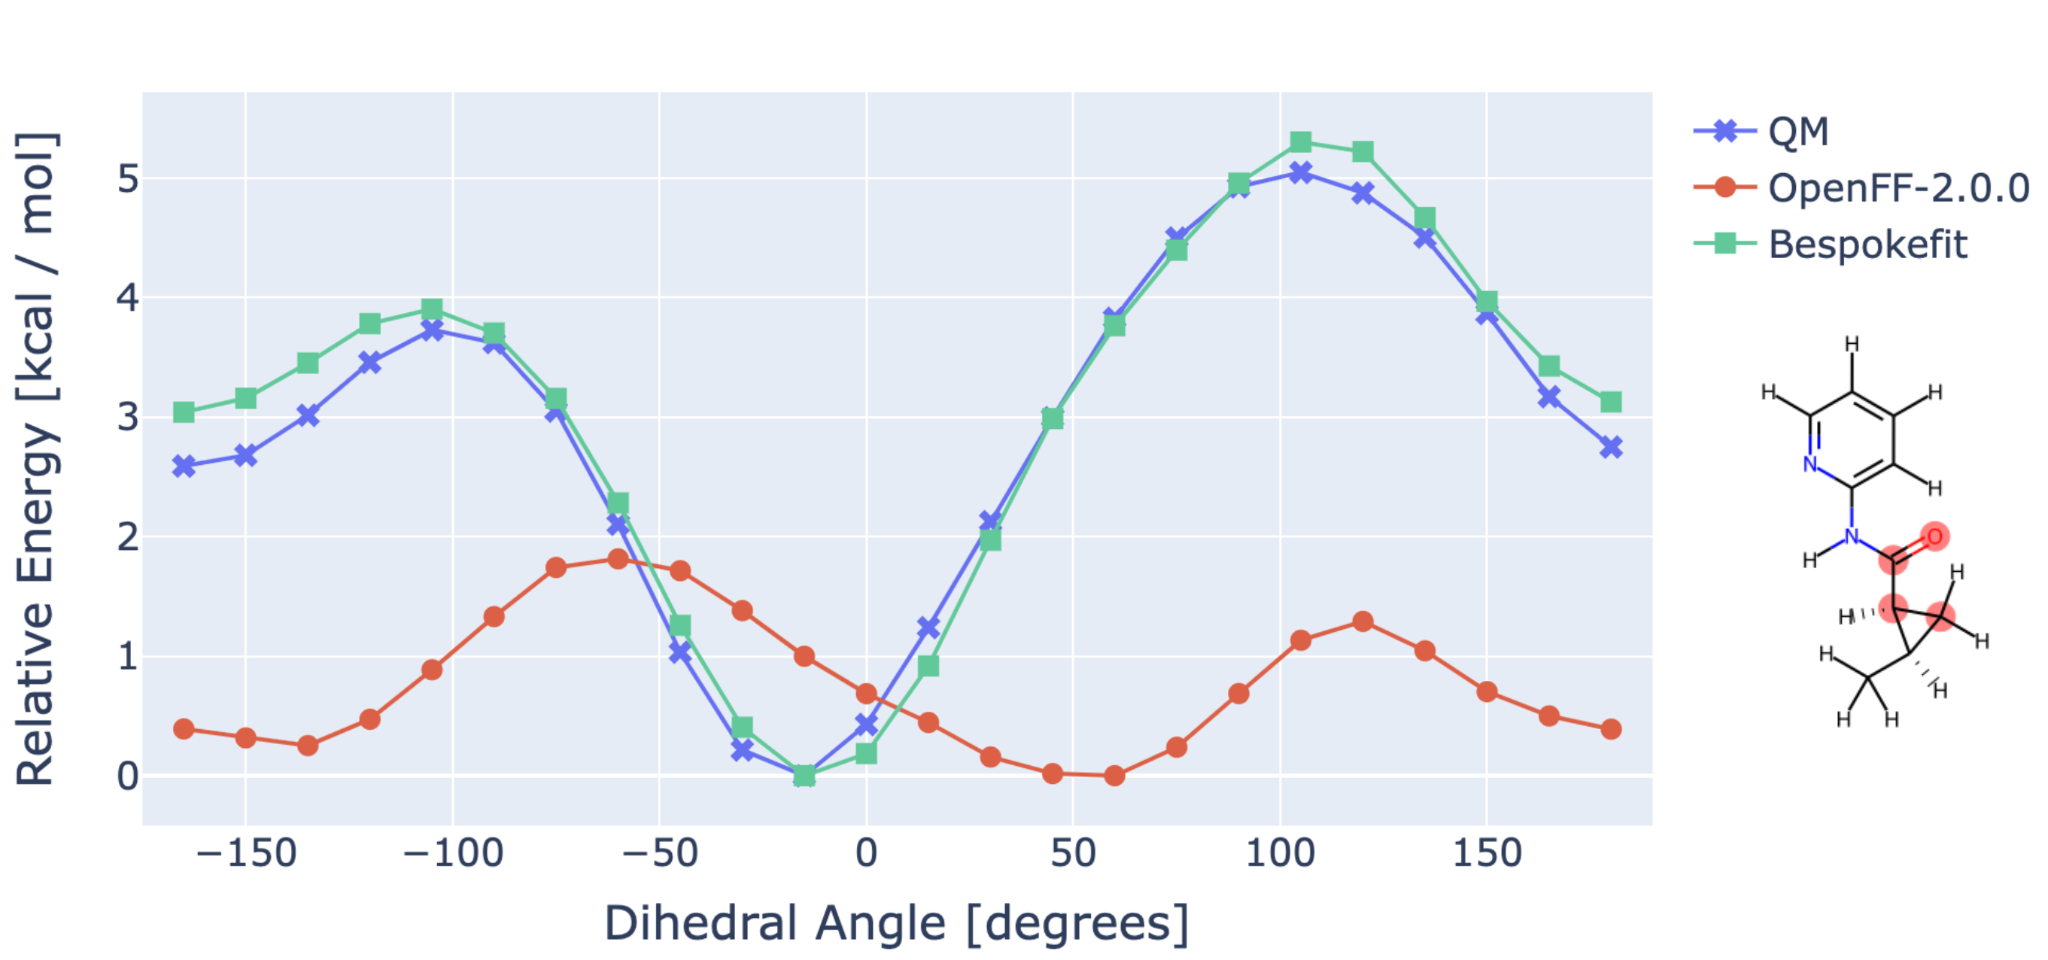 Relative Energy [kcal / mol]
5
4
3
2
1
0
−150
−100
−50
0
50
100
150
Dihedral Angle [degrees]
QM
OpenFF-2.0.0
Bespokefit
H
H
H
N
H
N
O
H
H
H
H
H
H
H
H